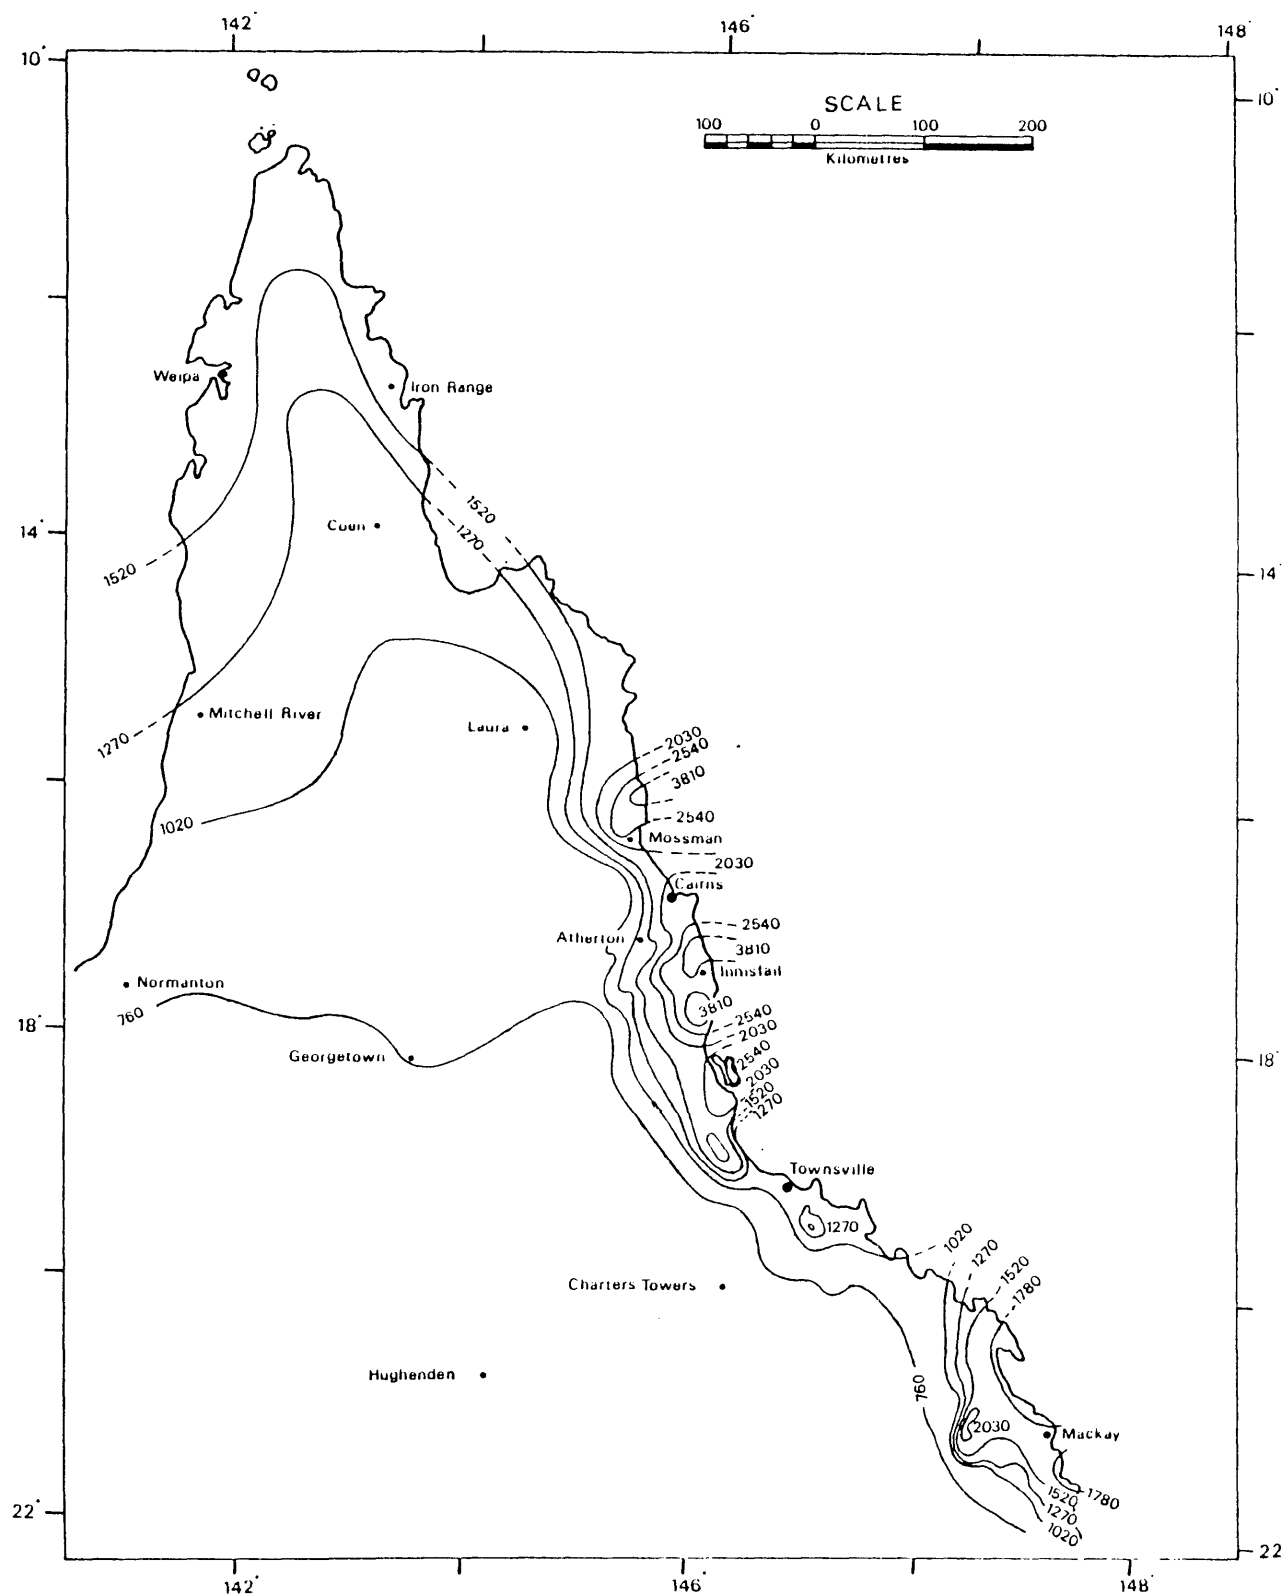 142°
146°
148°
10°
10°
SCALE
100 0 100 200
Kilometres
Weipa
Iron Range
1520
1270
Coen
14°
14°
1520
Mitchell River
Laura
1270
2030
2540
3810
2540
Mossman
1020
2030
Cairns
2540
Atherton
3810
Innisfail
Normanton
3810
760
2540
18°
2030
Georgetown
2540
18°
2030
1520
1270
Townsville
1270
1020
1270
1520
1780
Charters Towers
Hughenden
760
2030
Mackay
1520
1780
1270
1020
22°
22
142°
146°
148°